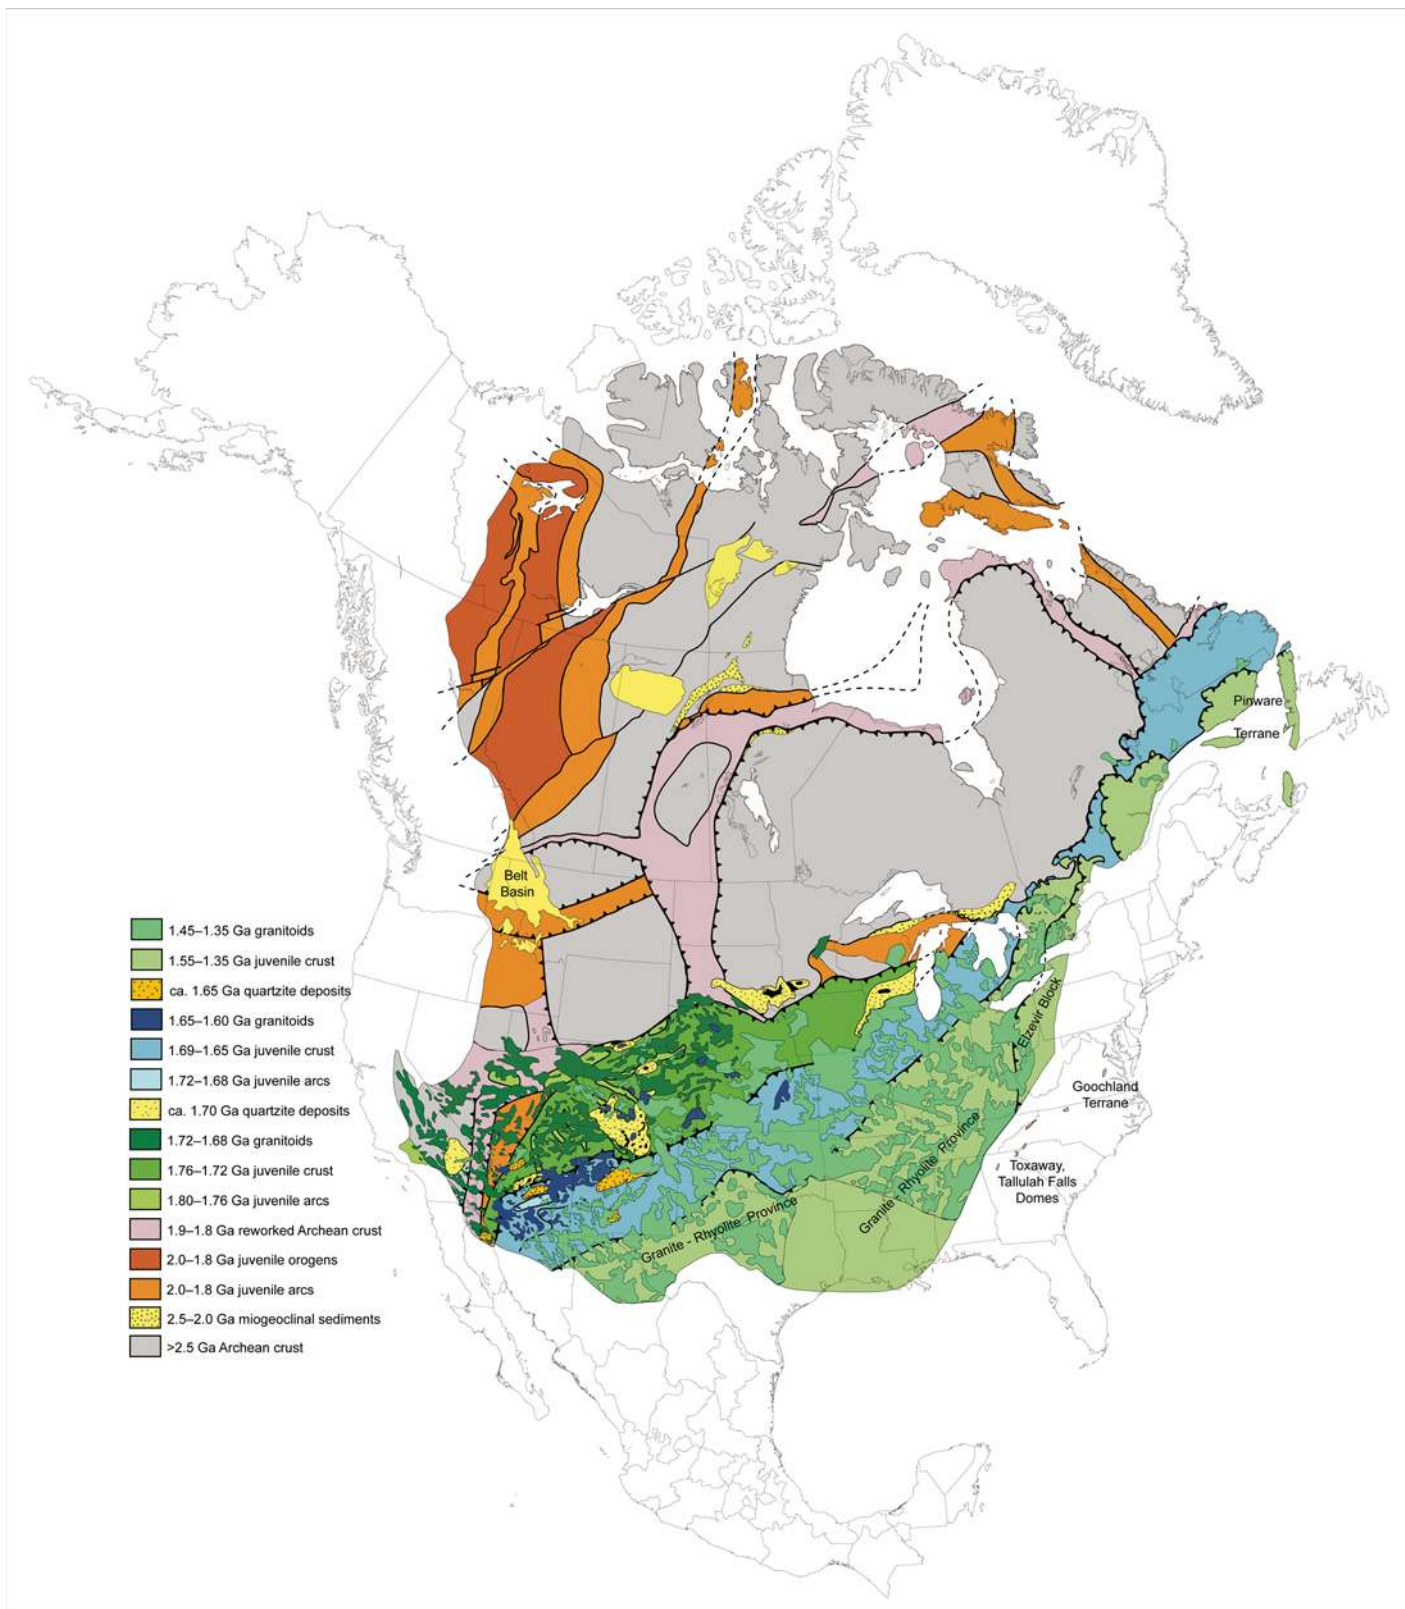 Pinware
Terrane
Belt
Basin
Elzevir Block
Goochland
Terrane
Toxaway,
Tallulah Falls
Domes
Granite - Rhyolite Province
Granite - Rhyolite Province
1.45–1.35 Ga granitoids
1.55–1.35 Ga juvenile crust
ca. 1.65 Ga quartzite deposits
1.65–1.60 Ga granitoids
1.69–1.65 Ga juvenile crust
1.72–1.68 Ga juvenile arcs
ca. 1.70 Ga quartzite deposits
1.72–1.68 Ga granitoids
1.76–1.72 Ga juvenile crust
1.80–1.76 Ga juvenile arcs
1.9–1.8 Ga reworked Archean crust
2.0–1.8 Ga juvenile orogens
2.0–1.8 Ga juvenile arcs
2.5–2.0 Ga miogeoclinal sediments
>2.5 Ga Archean crust